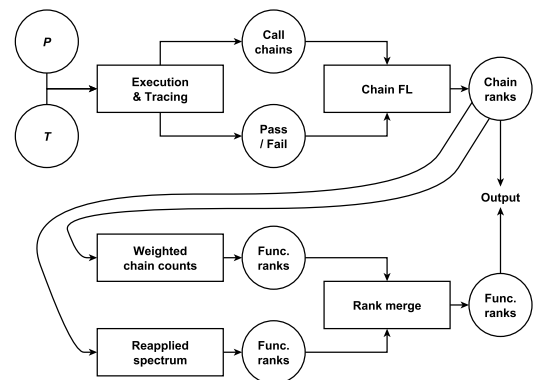 P
T
Execution
& Tracing
Call
chains
Pass
/ Fail
Chain FL
Chain
ranks
Output
Weighted
chain counts
Func.
ranks
Reapplied
spectrum
Func.
ranks
Rank merge
Func.
ranks